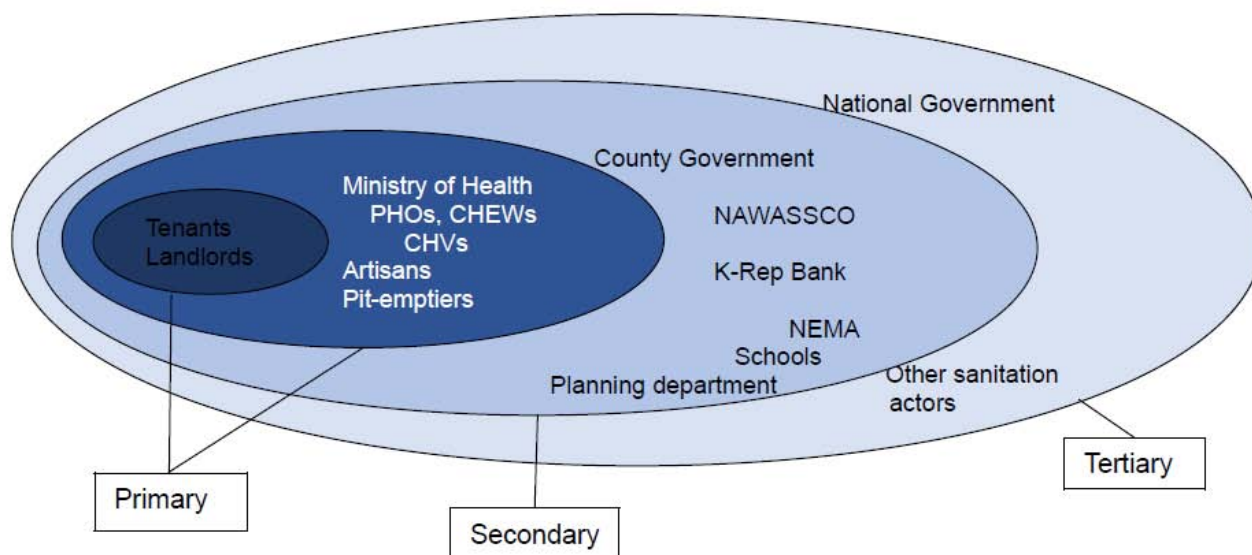 National Government
County Government
Ministry of Health
PHOs, CHEWs
CHVs
Artisans
Pit-emptiers
Tenants
Landlords
NAWASSCO
K-Rep Bank
NEMA
Schools
Planning department
Other sanitation
actors
Primary
Secondary
Tertiary